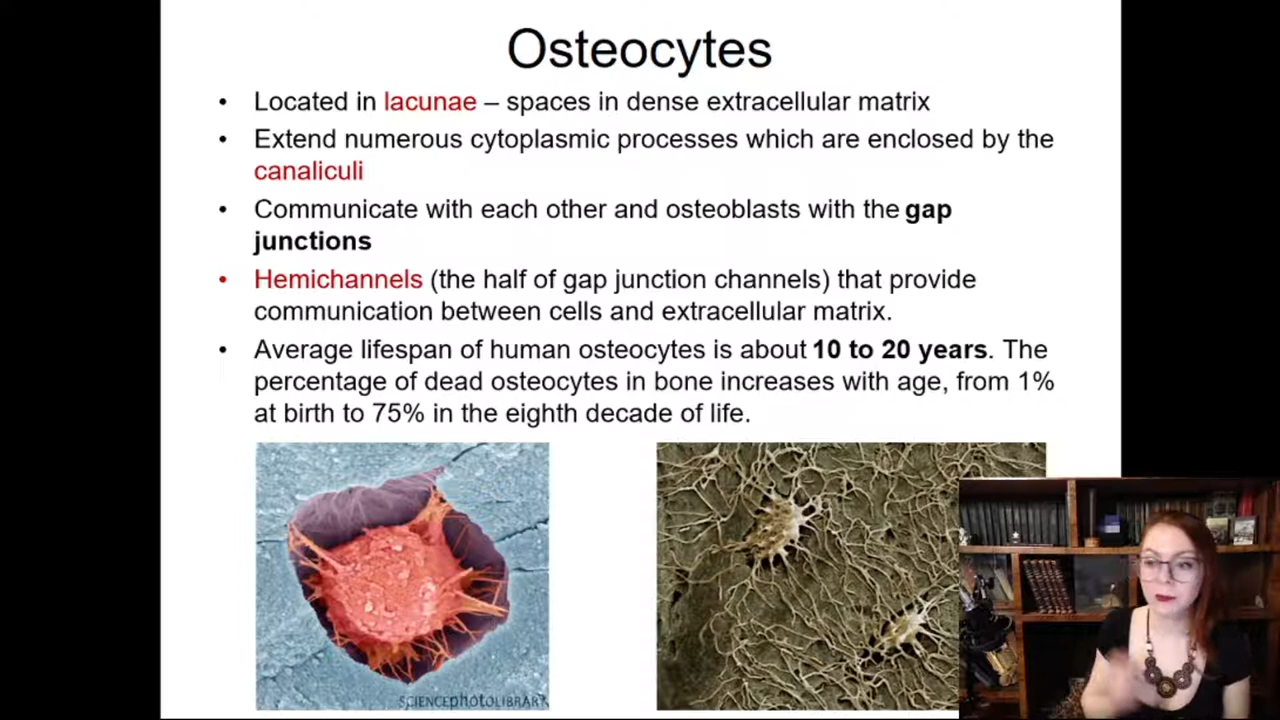 Osteocytes
• Located in lacunae – spaces in dense extracellular matrix
• Extend numerous cytoplasmic processes which are enclosed by the
canaliculi
• Communicate with each other and osteoblasts with the gap
junctions
• Hemichannels (the half of gap junction channels) that provide
communication between cells and extracellular matrix.
• Average lifespan of human osteocytes is about 10 to 20 years. The
percentage of dead osteocytes in bone increases with age, from 1%
at birth to 75% in the eighth decade of life.
SCIENCEphotoLIBRARY